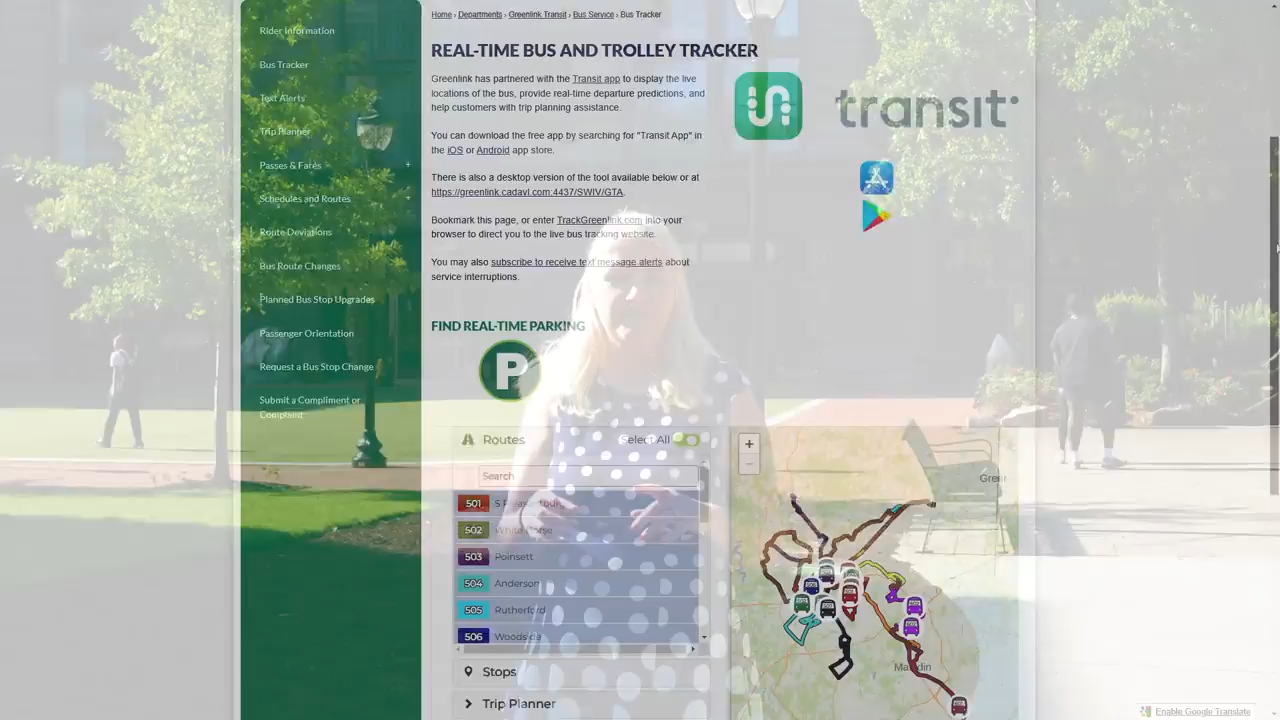 Home › Departments › Greenlink Transit › Bus Service › Bus Tracker
Rider Information
Bus Tracker
Text Alerts
Trip Planner
Passes & Fares +
Schedules and Routes +
Route Deviations
Bus Route Changes
Planned Bus Stop Upgrades
Passenger Orientation
Request a Bus Stop Change
Submit a Compliment or
Complaint
REAL-TIME BUS AND TROLLEY TRACKER
Greenlink has partnered with the Transit app to display the live
locations of the bus, provide real-time departure predictions, and
help customers with trip planning assistance.
You can download the free app by searching for "Transit App" in
the iOS or Android app store.
There is also a desktop version of the tool available below or at
https://greenlink.cadavl.com:4437/SWIV/GTA.
Bookmark this page, or enter TrackGreenlink.com into your
browser to direct you to the live bus tracking website.
You may also subscribe to receive text message alerts about
service interruptions.
transit
FIND REAL-TIME PARKING
P
Routes Select All
Search
501 S
502 White Horse
503 Poinsett
504 Anderson
505 Rutherford
506 Woodside
Stops
Trip Planner
+
−
Enable Google Translate